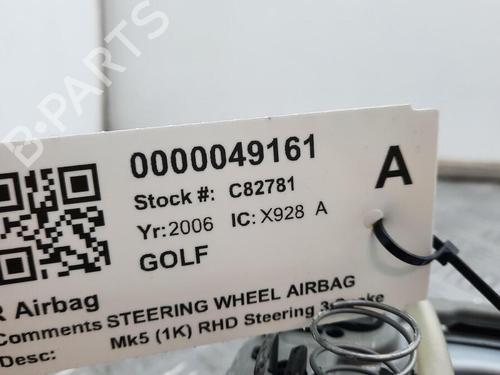 B-PARTS
0000049161
A
Stock #: C82781
Yr: 2006 IC: X928 A
GOLF
R Airbag
Comments STEERING WHEEL AIRBAG
Desc: Mk5 (1K) RHD Steering